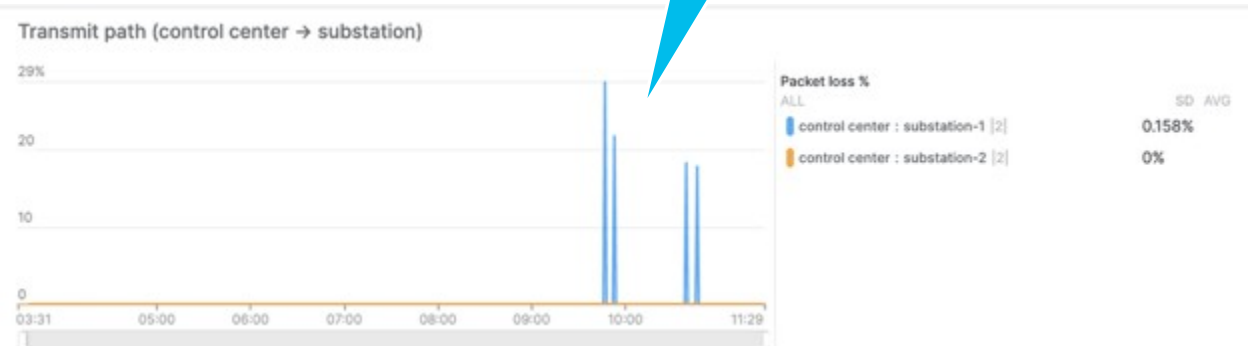 Transmit path (control center → substation)
29%
20
10
0
03:31 05:00 06:00 07:00 08:00 09:00 10:00 11:29
Packet loss %
ALL SD AVG
control center : substation-1 |2| 0.158%
control center : substation-2 |2| 0%